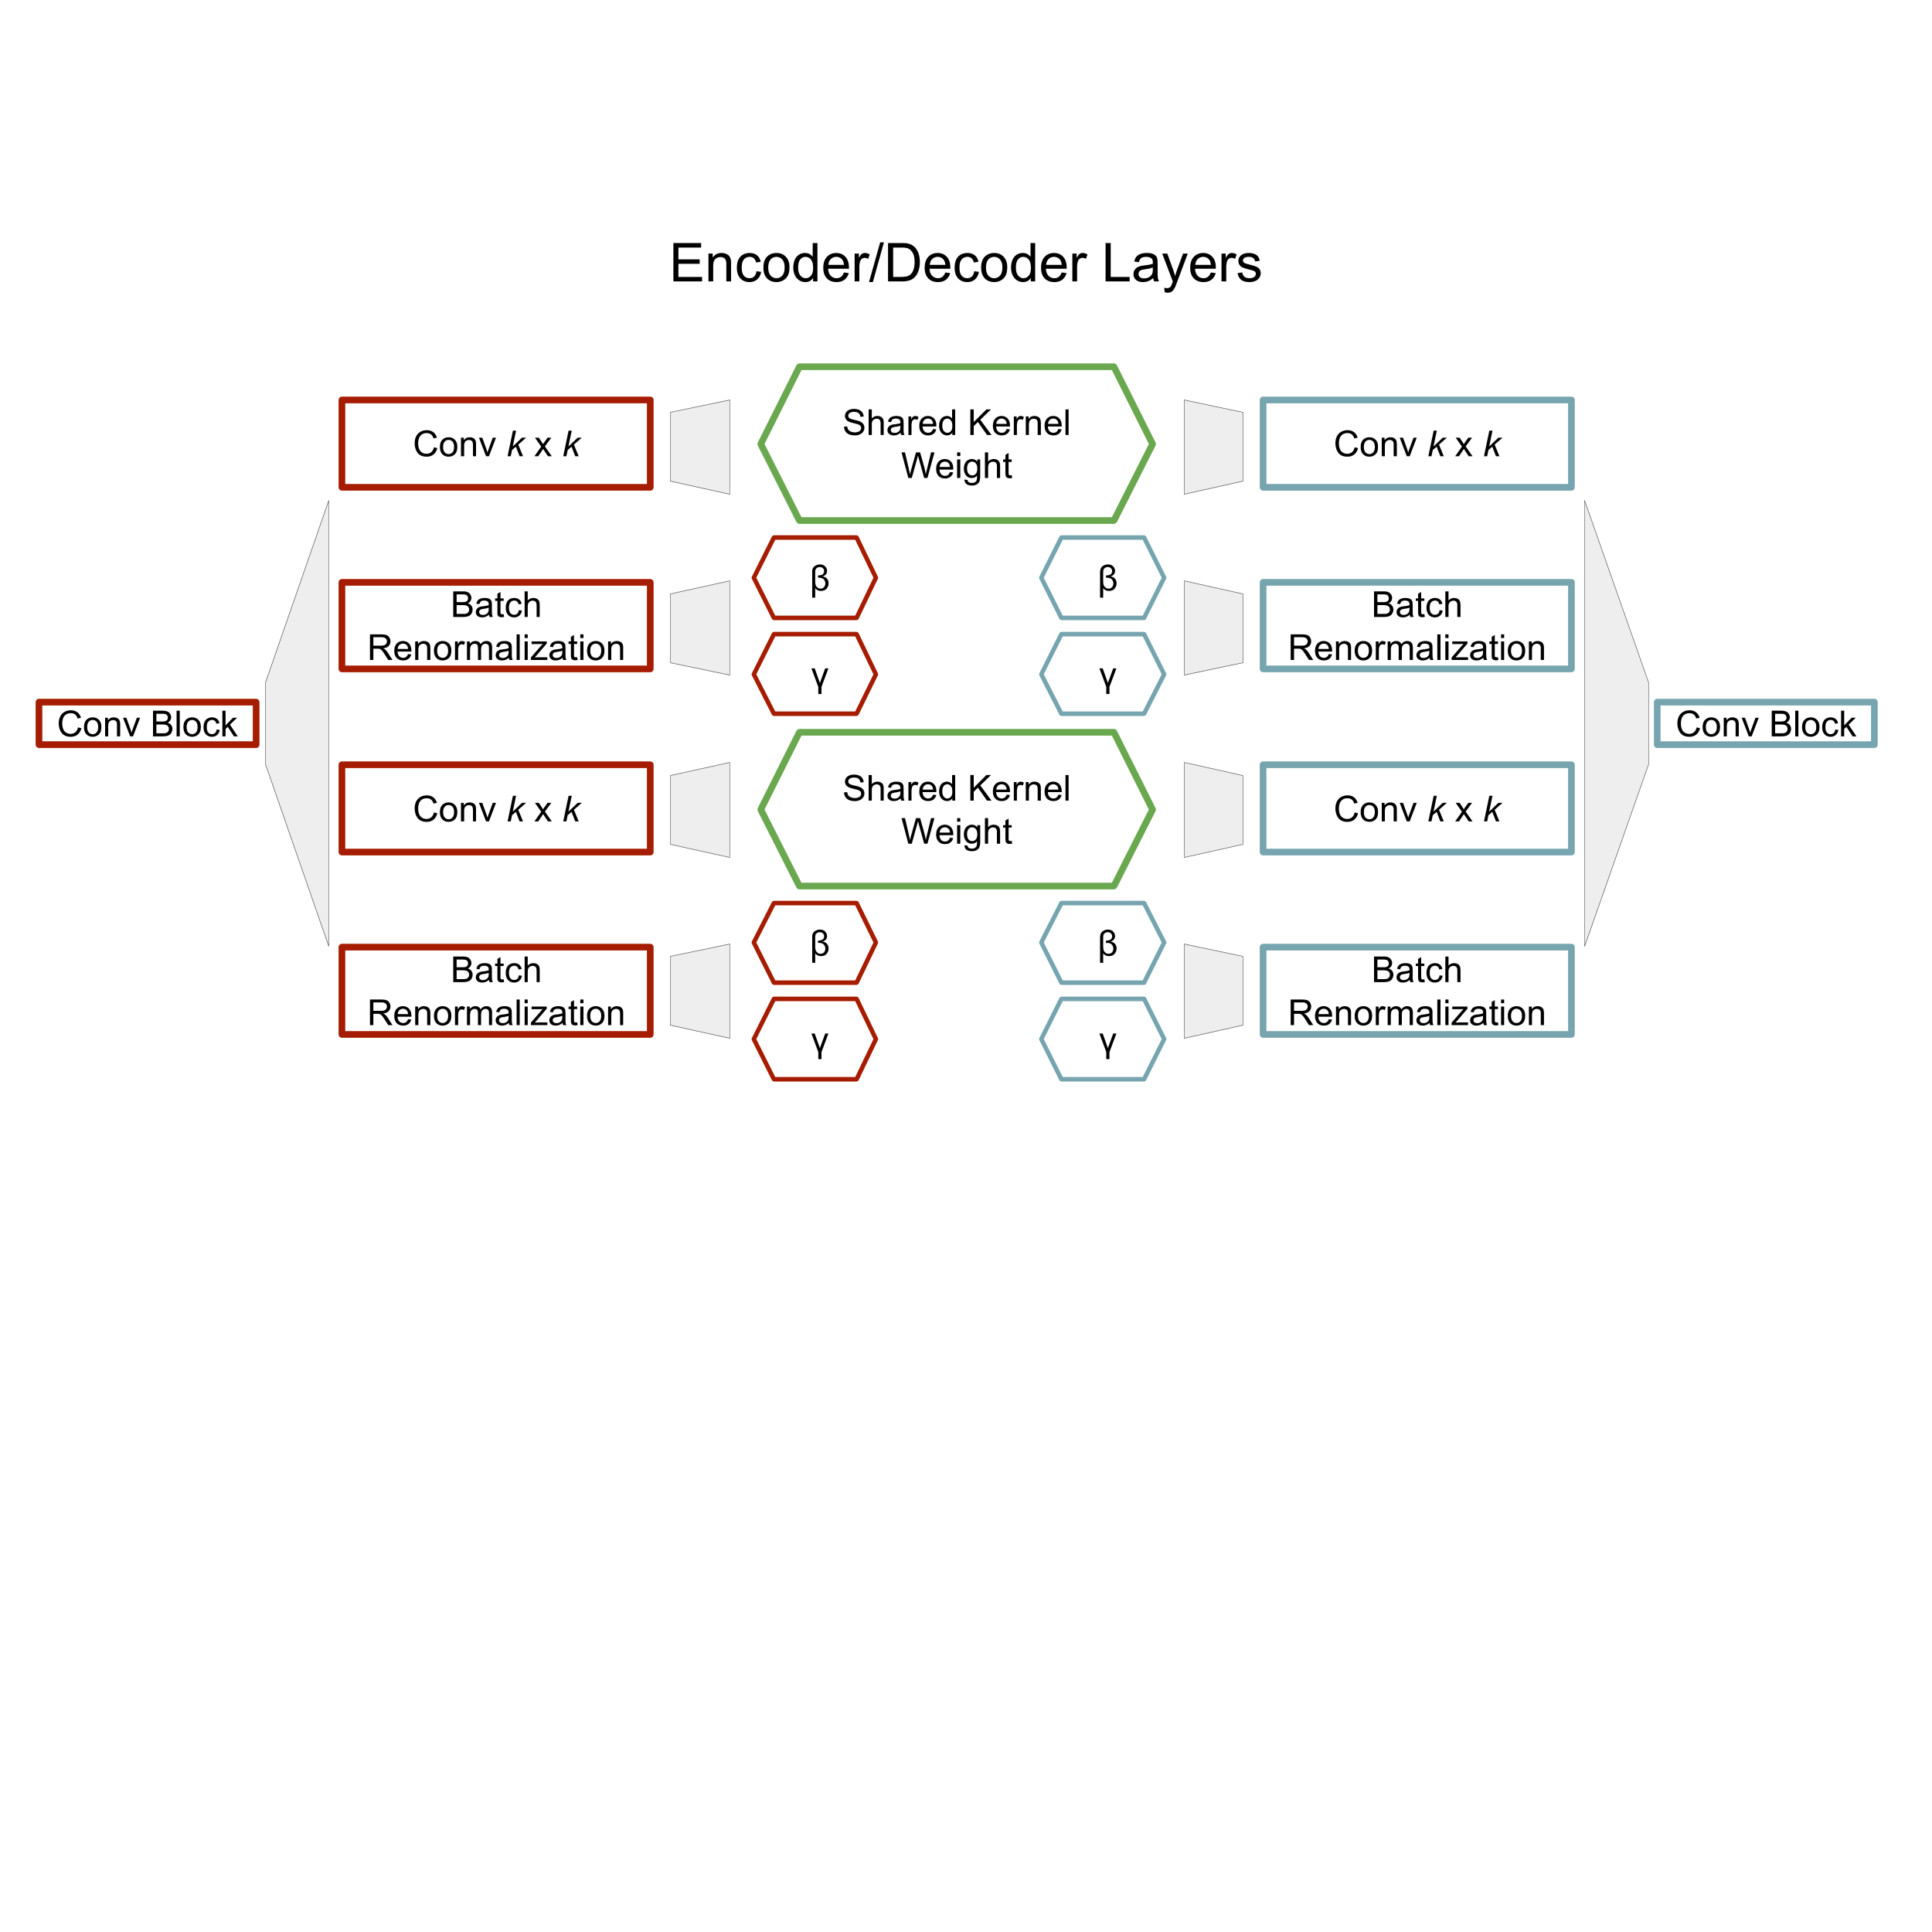 Encoder/Decoder Layers
Conv k x k
Shared Kernel
Weight
Conv k x k
β
β
Batch
Renormalization
Batch
Renormalization
γ
γ
Conv Block
Conv Block
Conv k x k
Shared Kernel
Weight
Conv k x k
β
β
Batch
Renormalization
Batch
Renormalization
γ
γ